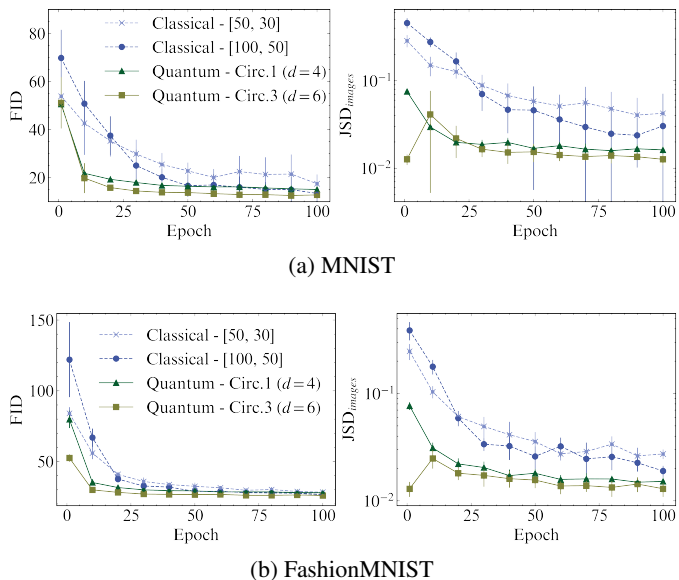 80
60
40
20
FID
0
25
50
75
100
Epoch
Classical - [50, 30]
Classical - [100, 50]
Quantum - Circ.1 (d=4)
Quantum - Circ.3 (d=6)
10⁻¹
10⁻²
JSD_images
0
25
50
75
100
Epoch
(a) MNIST
150
100
50
FID
0
25
50
75
100
Epoch
Classical - [50, 30]
Classical - [100, 50]
Quantum - Circ.1 (d=4)
Quantum - Circ.3 (d=6)
10⁻¹
10⁻²
JSD_images
0
25
50
75
100
Epoch
(b) FashionMNIST